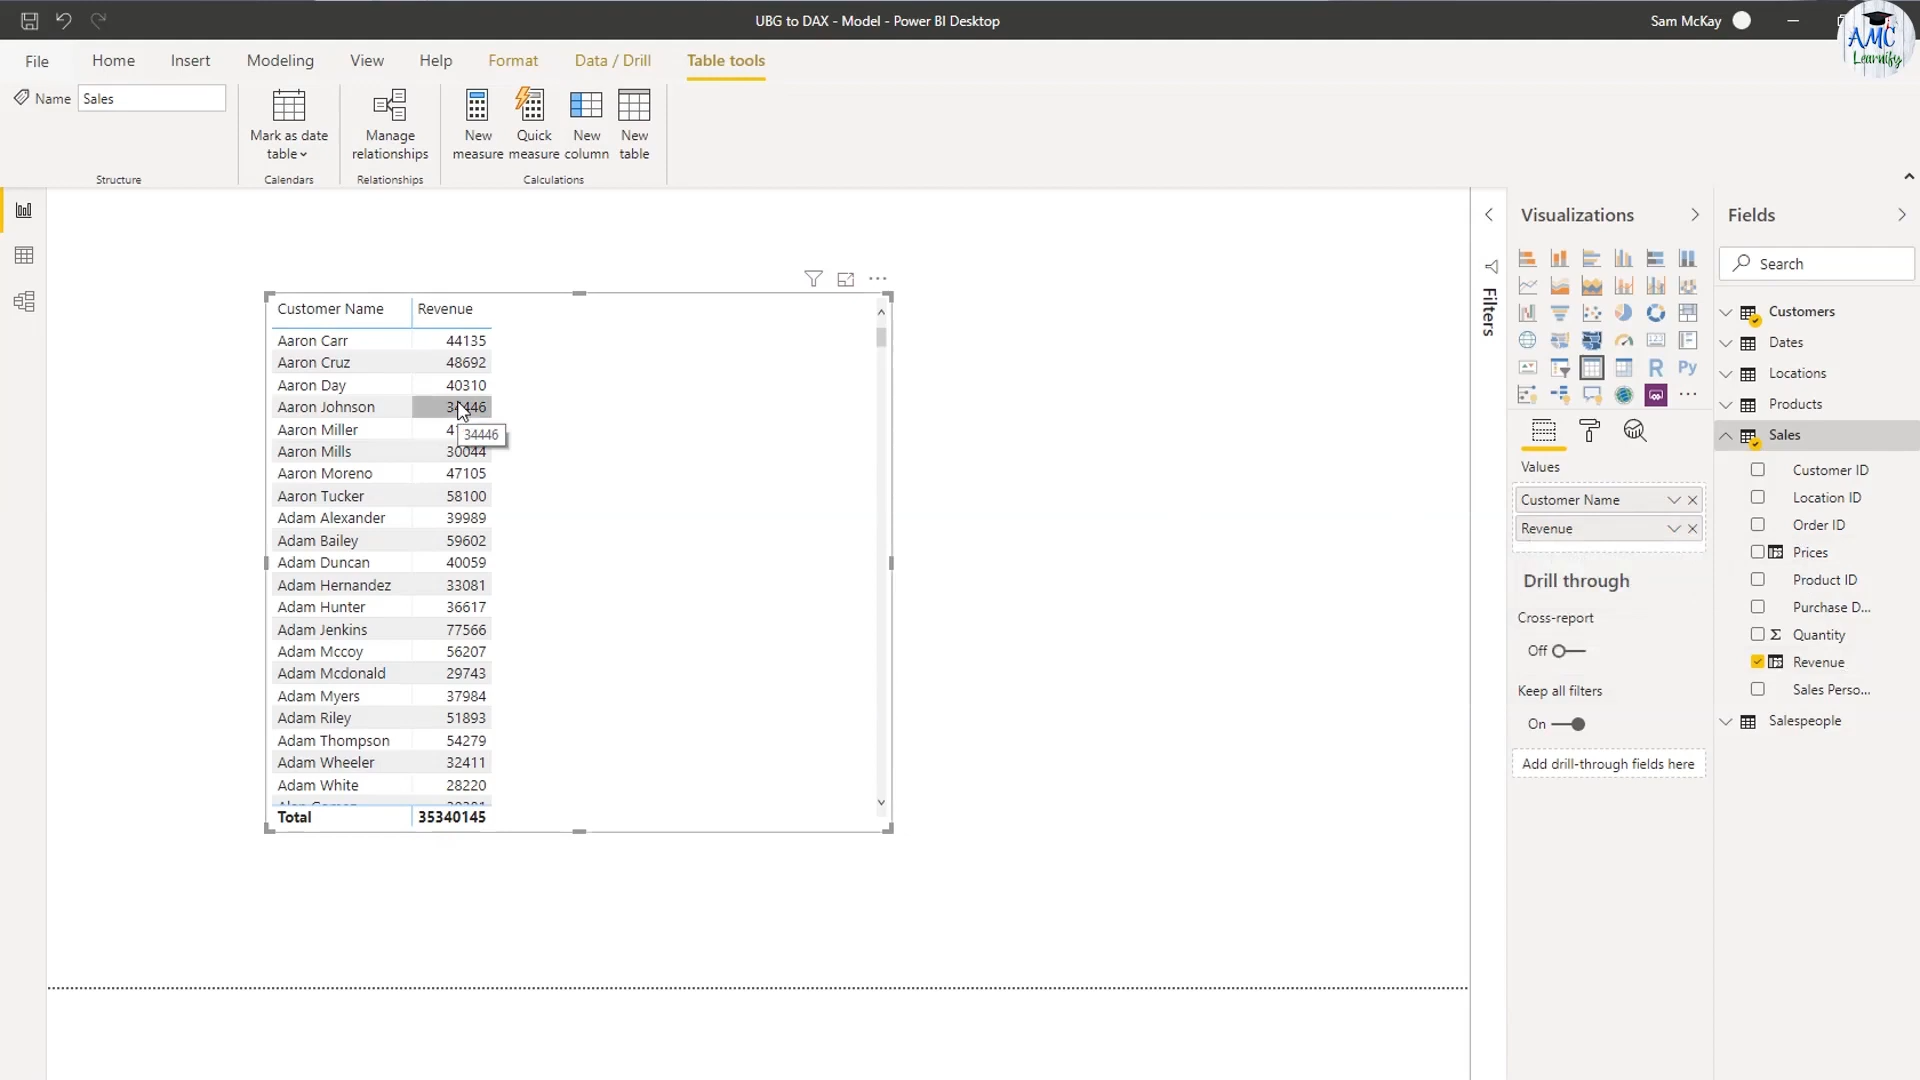 UBG to DAX - Model - Power BI Desktop
Sam McKay
AMC
Learnify
File Home Insert Modeling View Help Format Data / Drill Table tools
Name Sales
Mark as date table
Manage relationships
New measure
Quick measure
New column
New table
Structure Calendars Relationships Calculations
Customer Name Revenue
Aaron Carr 44135
Aaron Cruz 48692
Aaron Day 40310
Aaron Johnson 34446
Aaron Miller
34446
Aaron Mills 30044
Aaron Moreno 47105
Aaron Tucker 58100
Adam Alexander 39989
Adam Bailey 59602
Adam Duncan 40059
Adam Hernandez 33081
Adam Hunter 36617
Adam Jenkins 77566
Adam Mccoy 56207
Adam Mcdonald 29743
Adam Myers 37984
Adam Riley 51893
Adam Thompson 54279
Adam Wheeler 32411
Adam White 28220
Total 35340145
Filters
Visualizations
R Py
Values
Customer Name
Revenue
Drill through
Cross-report
Off
Keep all filters
On
Add drill-through fields here
Fields
Search
Customers
Dates
Locations
Products
Sales
Customer ID
Location ID
Order ID
Prices
Product ID
Purchase D...
Σ Quantity
Revenue
Sales Perso...
Salespeople